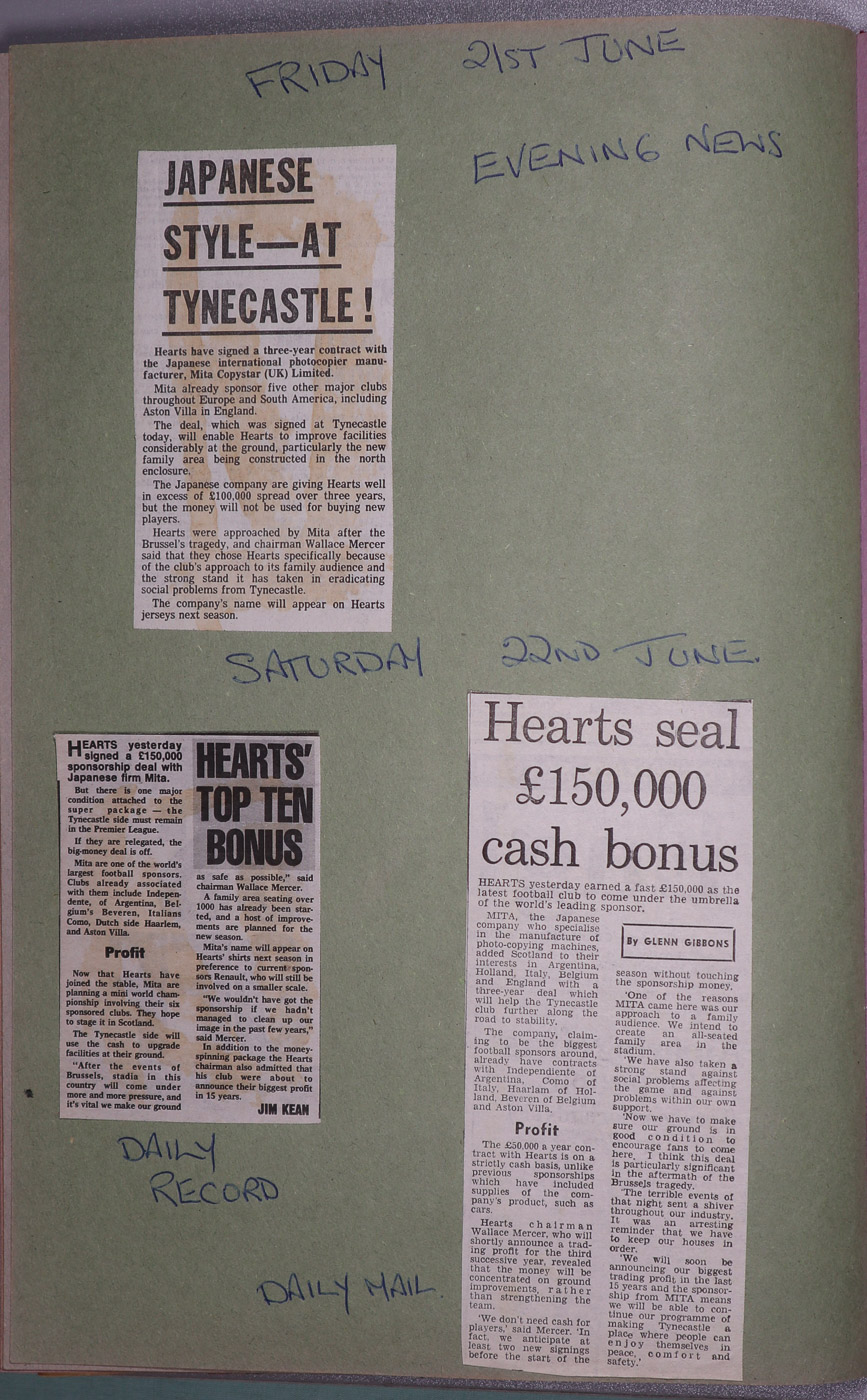 FRIDAY 21ST JUNE
EVENING NEWS
JAPANESE
STYLE—AT
TYNECASTLE!
Hearts have signed a three-year contract with
the Japanese international photocopier manu-
facturer, Mita Copystar (UK) Limited.
Mita already sponsor five other major clubs
throughout Europe and South America, including
Aston Villa in England.
The deal, which was signed at Tynecastle
today, will enable Hearts to improve facilities
considerably at the ground, particularly the new
family area being constructed in the north
enclosure.
The Japanese company are giving Hearts well
in excess of £100,000 spread over three years,
but the money will not be used for buying new
players.
Hearts were approached by Mita after the
Brussel's tragedy, and chairman Wallace Mercer
said that they chose Hearts specifically because
of the club's approach to its family audience and
the strong stand it has taken in eradicating
social problems from Tynecastle.
The company's name will appear on Hearts
jerseys next season.
SATURDAY 22ND JUNE.
HEARTS yesterday
signed a £150,000
sponsorship deal with
Japanese firm Mita.
But there is one major
condition attached to the
super package — the
Tynecastle side must remain
in the Premier League.
If they are relegated, the
big-money deal is off.
Mita are one of the world's
largest football sponsors.
Clubs already associated
with them include Indepen-
dente, of Argentina, Bel-
gium's Beveren, Italians
Como, Dutch side Haarlem,
and Aston Villa.
Profit
Now that Hearts have
joined the stable, Mita are
planning a mini world cham-
pionship involving their six
sponsored clubs. They hope
to stage it in Scotland.
The Tynecastle side will
use the cash to upgrade
facilities at their ground.
"After the events of
Brussels, stadia in this
country will come under
more and more pressure, and
it's vital we make our ground
HEARTS'
TOP TEN
BONUS
as safe as possible," said
chairman Wallace Mercer.
A family area seating over
1000 has already been star-
ted, and a host of improve-
ments are planned for the
new season.
Mita's name will appear on
Hearts' shirts next season in
preference to current spon-
sors Renault, who will still be
involved on a smaller scale.
"We wouldn't have got the
sponsorship if we hadn't
managed to clean up our
image in the past few years,"
said Mercer.
In addition to the money-
spinning package the Hearts
chairman also admitted that
his club were about to
announce their biggest profit
in 15 years.
JIM KEAN
DAILY
RECORD
Hearts seal
£150,000
cash bonus
HEARTS yesterday earned a fast £150,000 as the
latest football club to come under the umbrella
of the world's leading sponsor.
MITA, the Japanese
company who specialise
in the manufacture of
photo-copying machines,
added Scotland to their
interests in Argentina,
Holland, Italy, Belgium
and England with a
three-year deal which
will help the Tynecastle
club further along the
road to stability.
The company, claim-
ing to be the biggest
football sponsors around,
already have contracts
with Independiente of
Argentina, Como of
Italy, Haarlam of Hol-
land, Beveren of Belgium
and Aston Villa.
Profit
The £50,000 a year con-
tract with Hearts is on a
strictly cash basis, unlike
previous sponsorships
which have included
supplies of the com-
pany's product, such as
cars.
Hearts chairman
Wallace Mercer, who will
shortly announce a trad-
ing profit for the third
successive year, revealed
that the money will be
concentrated on ground
improvements, rather
than strengthening the
team.
'We don't need cash for
players,' said Mercer. 'In
fact, we anticipate at
least two new signings
before the start of the
By GLENN GIBBONS
season without touching
the sponsorship money.
'One of the reasons
MITA came here was our
approach to a family
audience. We intend to
create an all-seated
family area in the
stadium.
'We have also taken a
strong stand against
social problems affecting
the game and against
problems within our own
support.
'Now we have to make
sure our ground is in
good condition to
encourage fans to come
here. I think this deal
is particularly significant
in the aftermath of the
Brussels tragedy.
'The terrible events of
that night sent a shiver
throughout our industry.
It was an arresting
reminder that we have
to keep our houses in
order.
'We will soon be
announcing our biggest
trading profit in the last
15 years and the sponsor-
ship from MITA means
we will be able to con-
tinue our programme of
making Tynecastle a
place where people can
enjoy themselves in
peace, comfort and
safety.'
DAILY MAIL.